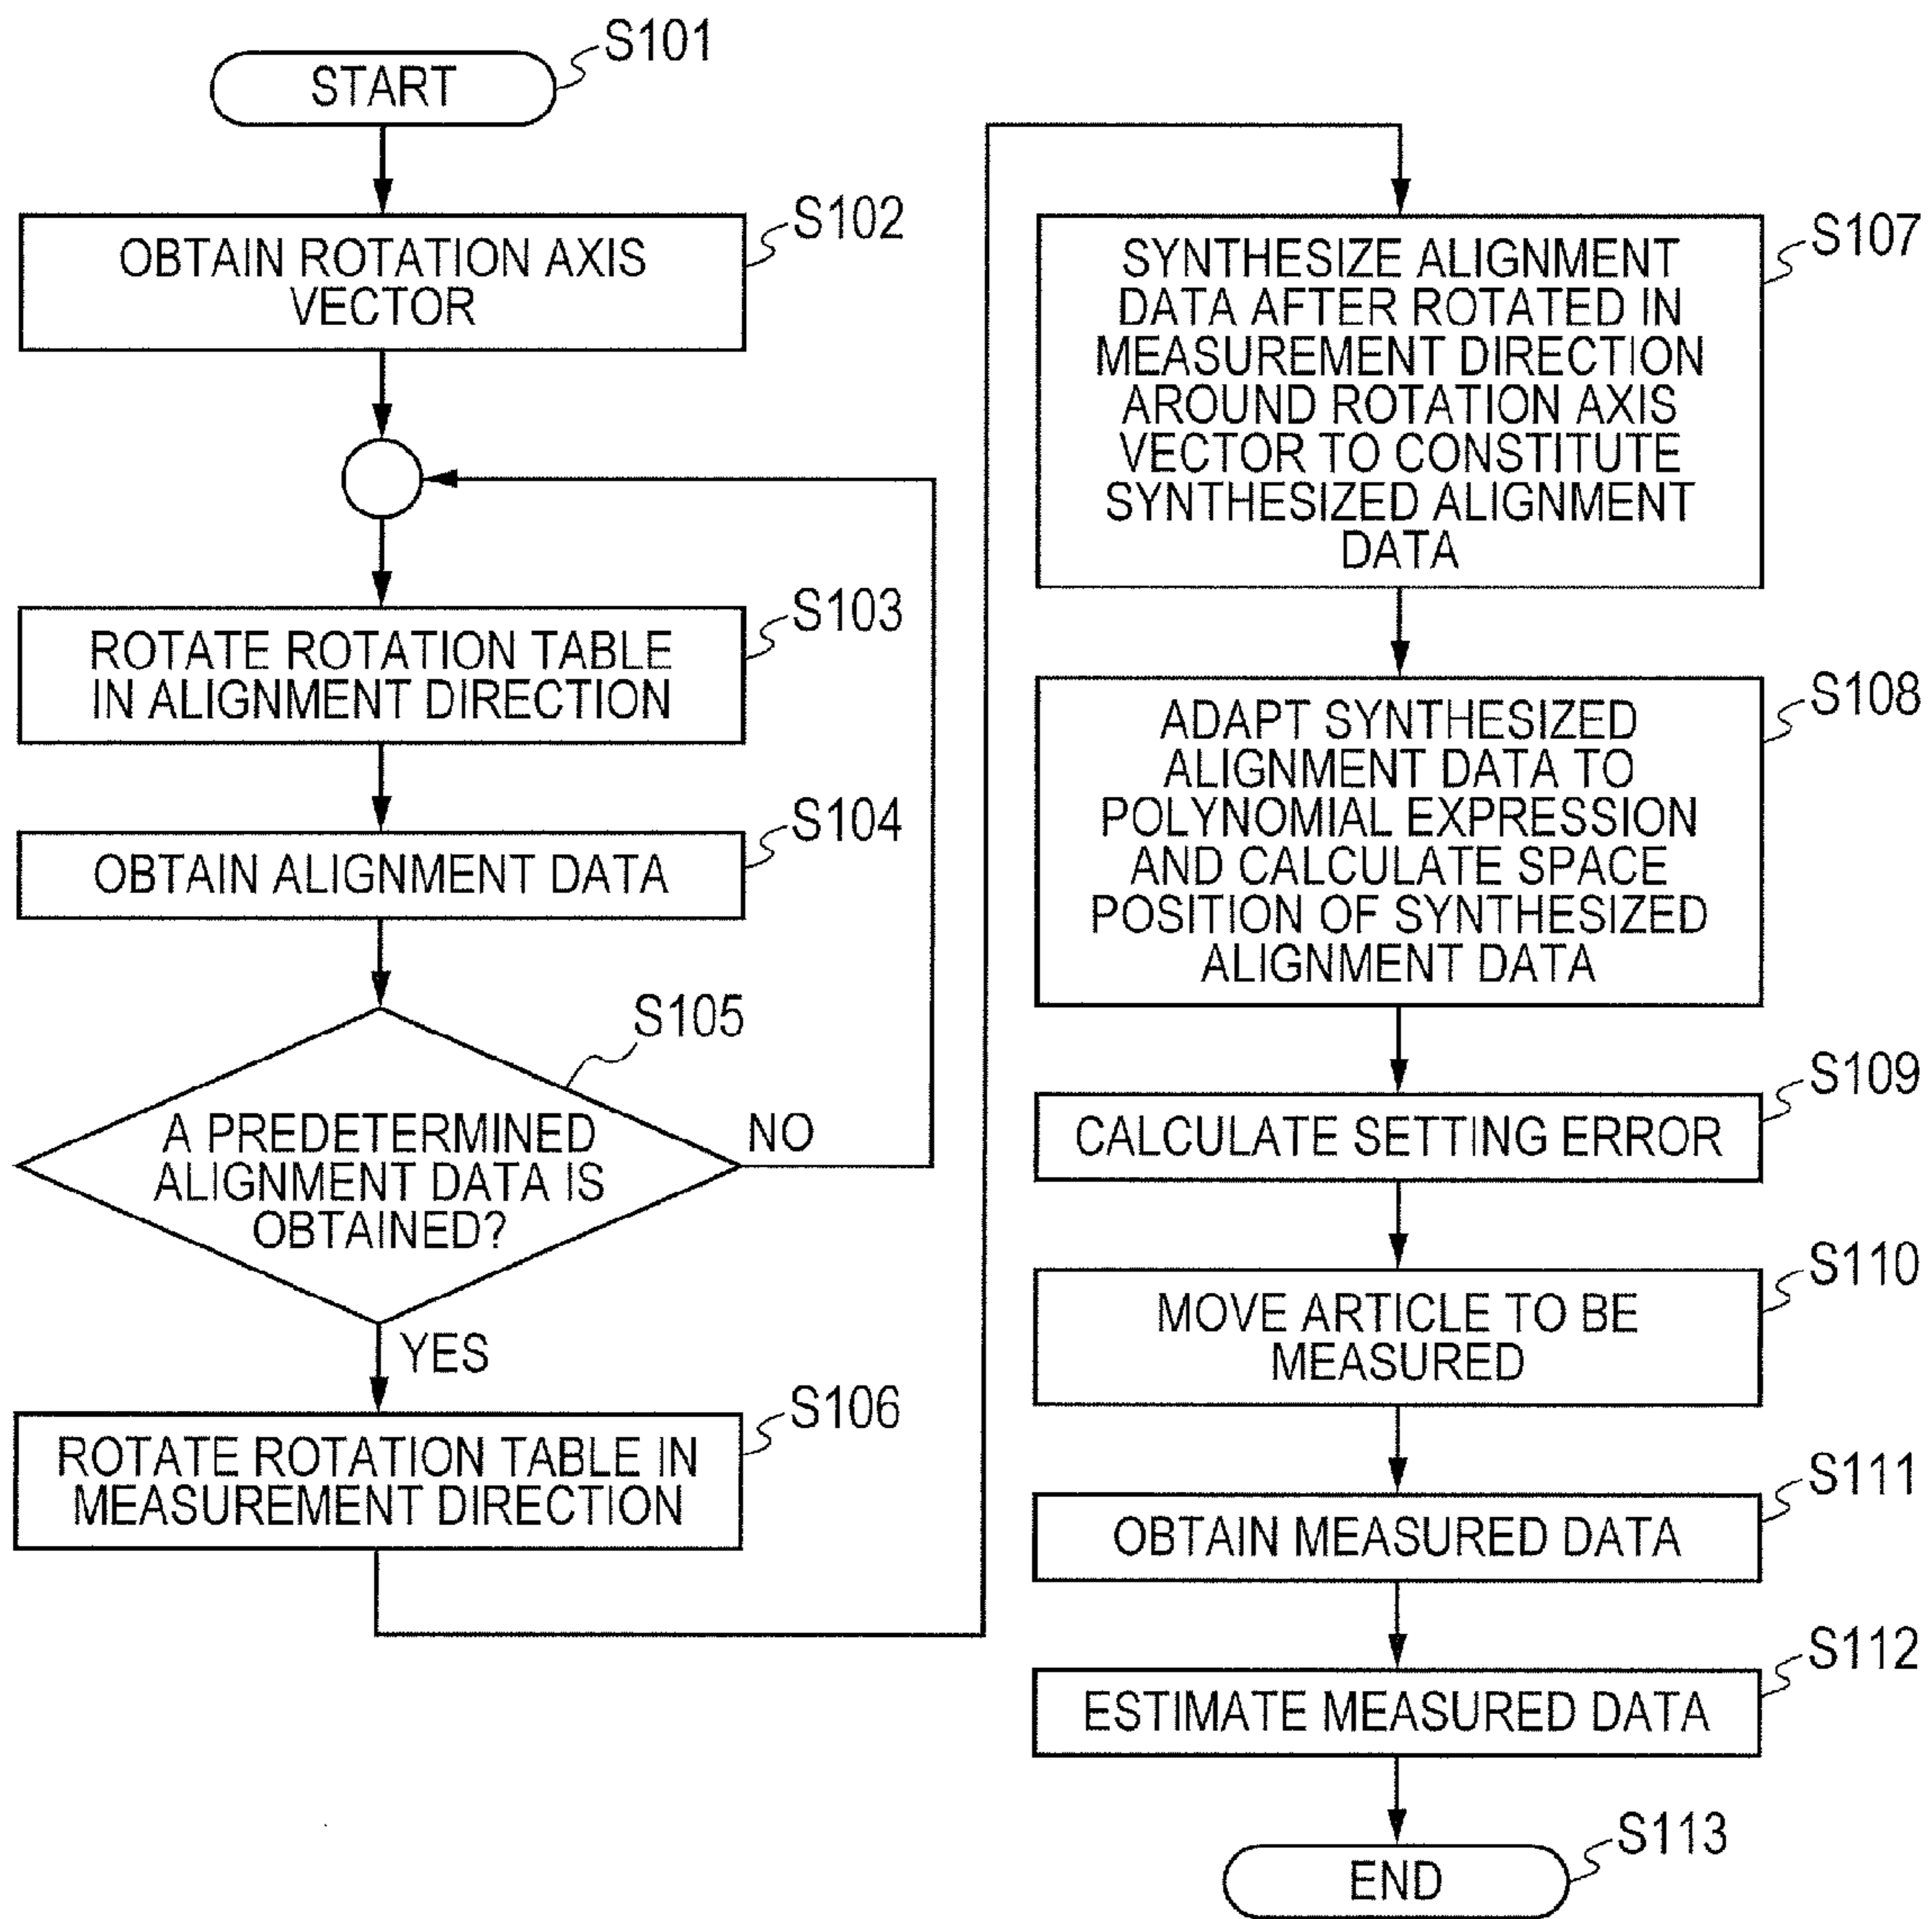 START
S101
OBTAIN ROTATION AXIS
VECTOR
S102
ROTATE ROTATION TABLE
IN ALIGNMENT DIRECTION
S103
OBTAIN ALIGNMENT DATA
S104
A PREDETERMINED
ALIGNMENT DATA IS
OBTAINED?
S105
NO
YES
ROTATE ROTATION TABLE IN
MEASUREMENT DIRECTION
S106
SYNTHESIZE ALIGNMENT
DATA AFTER ROTATED IN
MEASUREMENT DIRECTION
AROUND ROTATION AXIS
VECTOR TO CONSTITUTE
SYNTHESIZED ALIGNMENT
DATA
S107
ADAPT SYNTHESIZED
ALIGNMENT DATA TO
POLYNOMIAL EXPRESSION
AND CALCULATE SPACE
POSITION OF SYNTHESIZED
ALIGNMENT DATA
S108
CALCULATE SETTING ERROR
S109
MOVE ARTICLE TO BE
MEASURED
S110
OBTAIN MEASURED DATA
S111
ESTIMATE MEASURED DATA
S112
END
S113